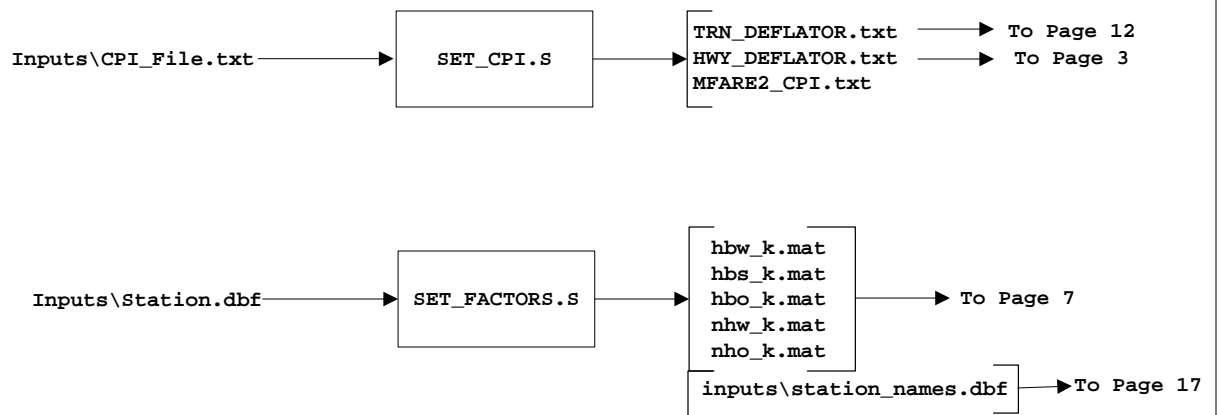 TRN_DEFLATOR.txt To Page 12
Inputs\CPI_File.txt SET_CPI.S HWY_DEFLATOR.txt To Page 3
MFARE2_CPI.txt
hbw_k.mat
hbs_k.mat
Inputs\Station.dbf SET_FACTORS.S hbo_k.mat To Page 7
nhw_k.mat
nho_k.mat
inputs\station_names.dbf To Page 17